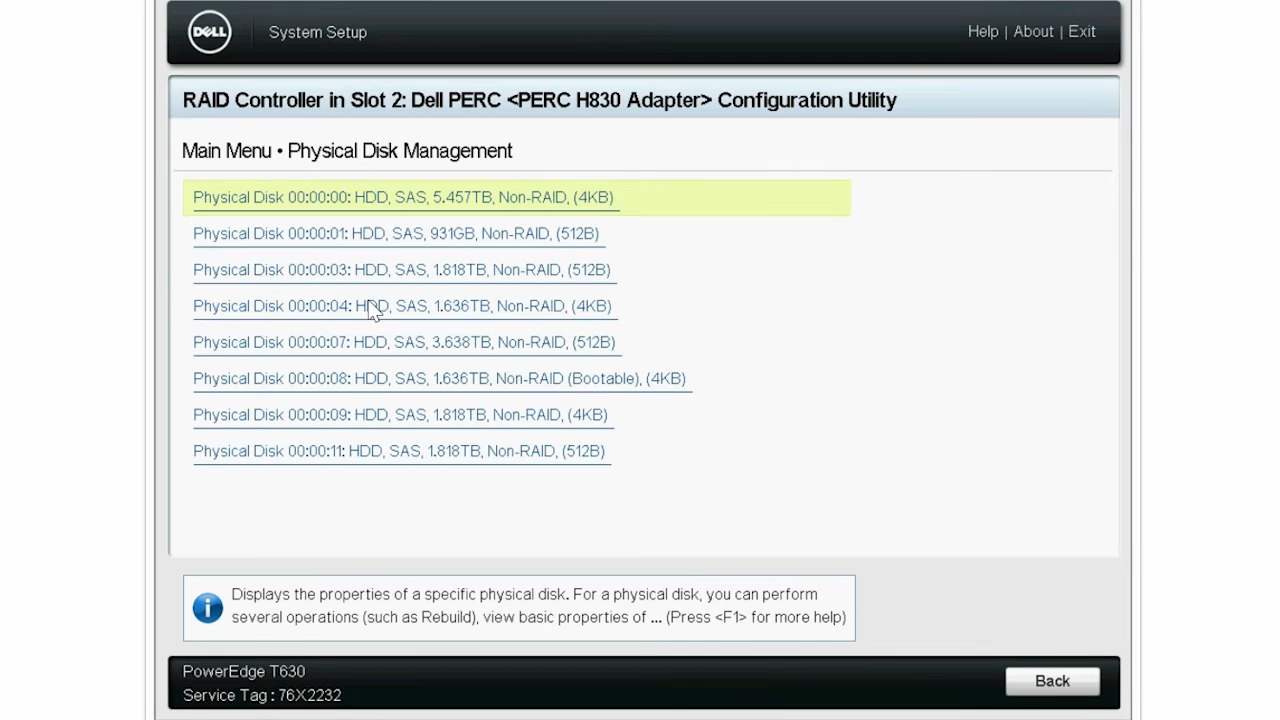 DELL
System Setup
Help | About | Exit
RAID Controller in Slot 2: Dell PERC <PERC H830 Adapter> Configuration Utility
Main Menu • Physical Disk Management
Physical Disk 00:00:00: HDD, SAS, 5.457TB, Non-RAID, (4KB)
Physical Disk 00:00:01: HDD, SAS, 931GB, Non-RAID, (512B)
Physical Disk 00:00:03: HDD, SAS, 1.818TB, Non-RAID, (512B)
Physical Disk 00:00:04: HDD, SAS, 1.636TB, Non-RAID, (4KB)
Physical Disk 00:00:07: HDD, SAS, 3.638TB, Non-RAID, (512B)
Physical Disk 00:00:08: HDD, SAS, 1.636TB, Non-RAID (Bootable), (4KB)
Physical Disk 00:00:09: HDD, SAS, 1.818TB, Non-RAID, (4KB)
Physical Disk 00:00:11: HDD, SAS, 1.818TB, Non-RAID, (512B)
Displays the properties of a specific physical disk. For a physical disk, you can perform
several operations (such as Rebuild), view basic properties of ... (Press <F1> for more help)
PowerEdge T630
Service Tag : 76X2232
Back